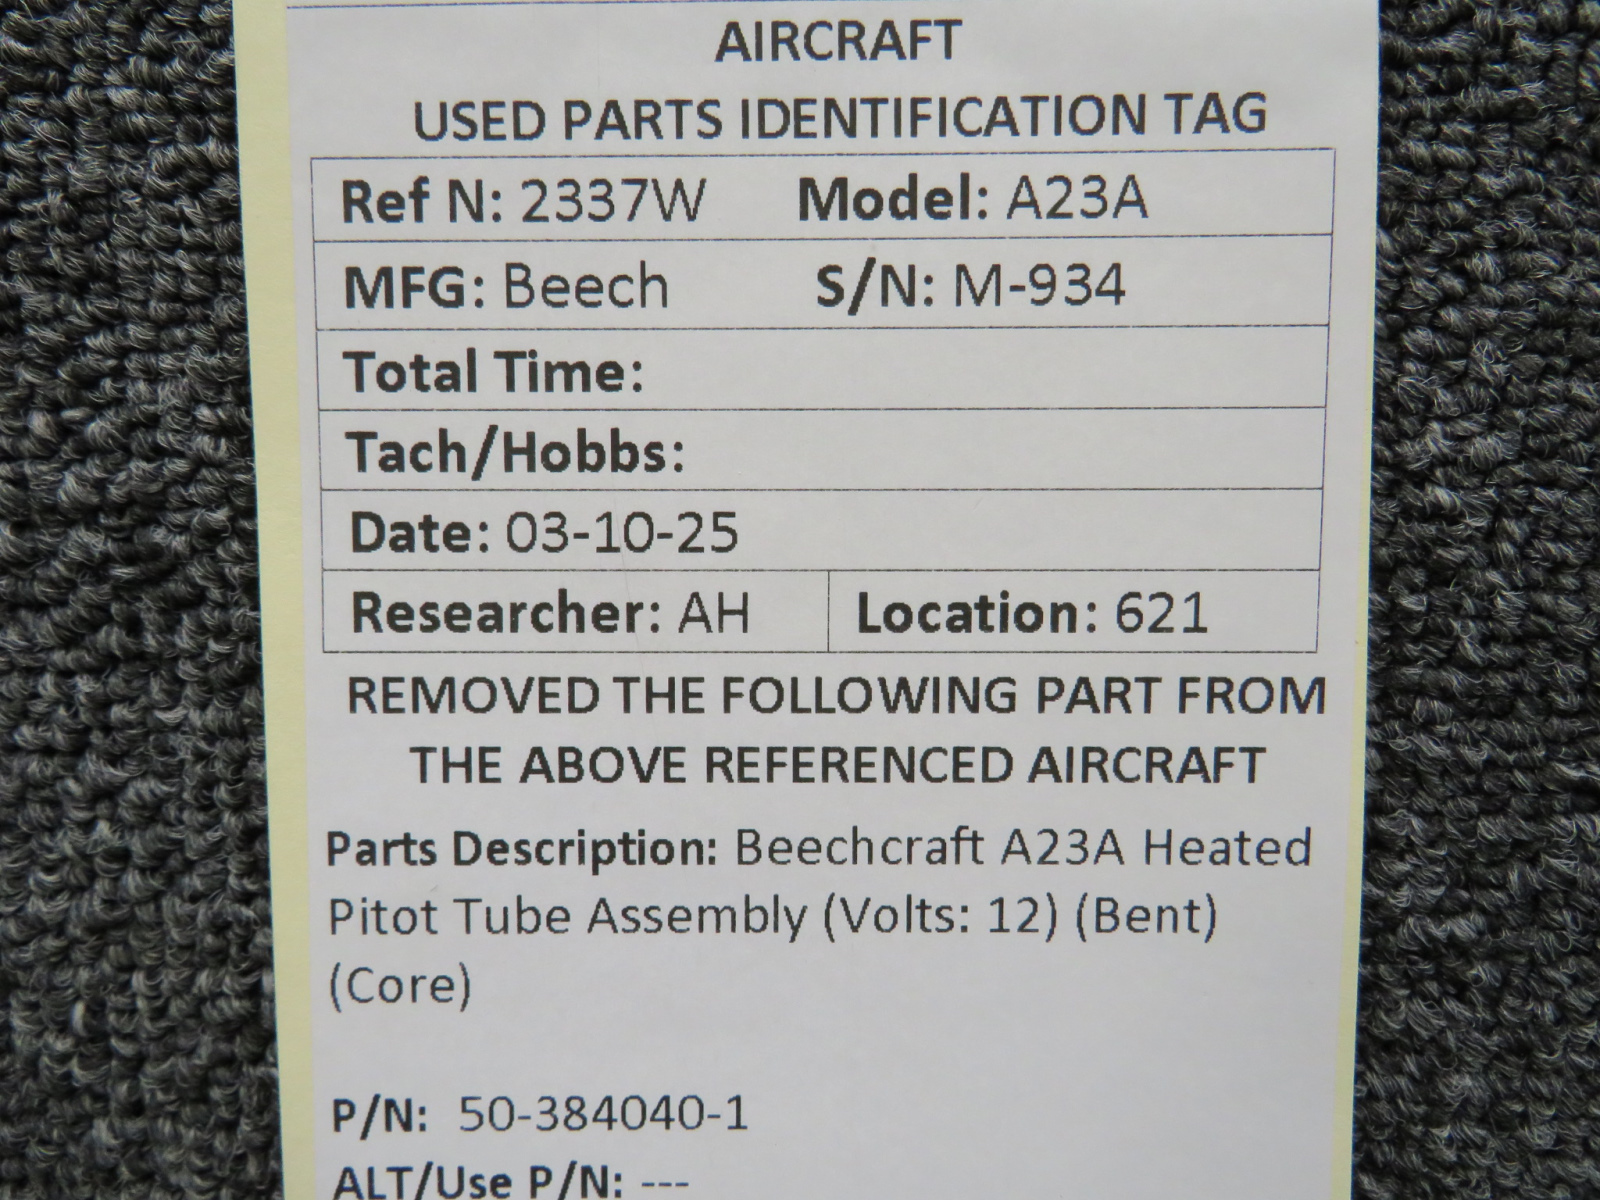 AIRCRAFT
USED PARTS IDENTIFICATION TAG
Ref N: 2337W Model: A23A
MFG: Beech S/N: M-934
Total Time:
Tach/Hobbs:
Date: 03-10-25
Researcher: AH Location: 621
REMOVED THE FOLLOWING PART FROM
THE ABOVE REFERENCED AIRCRAFT
Parts Description: Beechcraft A23A Heated
Pitot Tube Assembly (Volts: 12) (Bent)
(Core)
P/N: 50-384040-1
ALT/Use P/N: ---